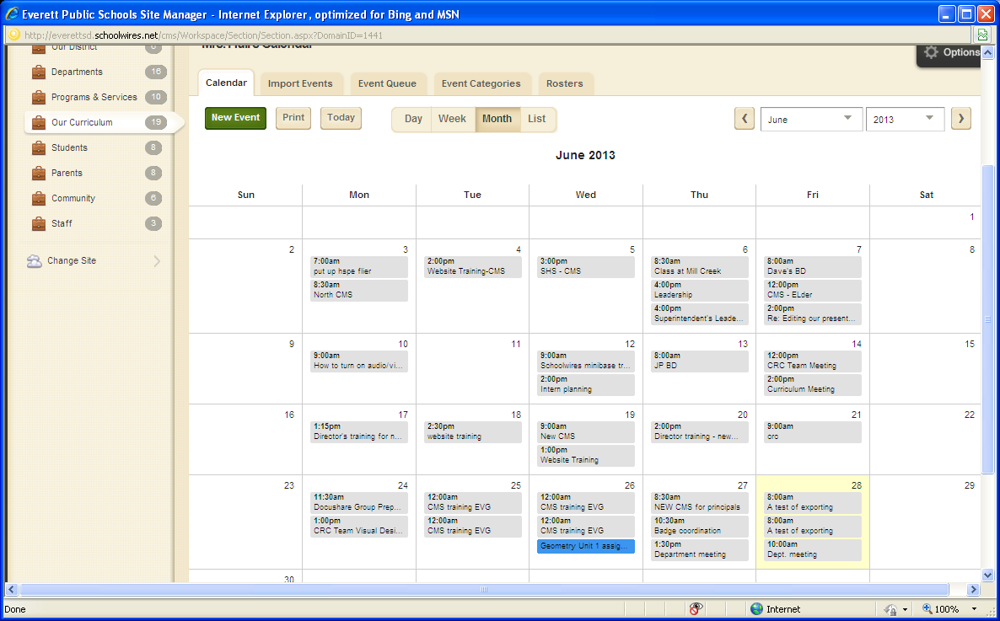 Everett Public Schools Site Manager - Internet Explorer, optimized for Bing and MSN
http://everettsd.schoolwires.net/cms/Workspace/Section/Section.aspx?DomainID=1441
Our District
Departments 16
Programs & Services 10
Our Curriculum 19
Students 8
Parents 8
Community 6
Staff 3
Change Site
Calendar
Options
Calendar Import Events Event Queue Event Categories Rosters
New Event Print Today Day Week Month List June 2013
June 2013
Sun Mon Tue Wed Thu Fri Sat
1
2 3 4 5 6 7 8
7:00am
put up hspe flier
8:30am
North CMS
2:00pm
Website Training-CMS
3:00pm
SHS - CMS
8:30am
Class at Mill Creek
4:00pm
Leadership
4:00pm
Superintendent's Leade...
8:00am
Dave's BD
12:00pm
CMS - ELder
2:00pm
Re: Editing our present...
9 10 11 12 13 14 15
9:00am
How to turn on audio/vi...
9:00am
Schoolwires minibase tr...
2:00pm
Intern planning
8:00am
JP BD
12:00pm
CRC Team Meeting
2:00pm
Curriculum Meeting
16 17 18 19 20 21 22
1:15pm
Director's training for n...
2:30pm
website training
9:00am
New CMS
1:00pm
Website Training
2:00pm
Director training - new...
9:00am
crc
23 24 25 26 27 28 29
11:30am
Docushare Group Prep...
1:00pm
CRC Team Visual Desi...
12:00am
CMS training EVG
12:00am
CMS training EVG
12:00am
CMS training EVG
12:00am
CMS training EVG
Geometry Unit 1 assig...
8:30am
NEW CMS for principals
10:30am
Badge coordination
1:30pm
Department meeting
8:00am
A test of exporting
8:00am
A test of exporting
10:00am
Dept. meeting
30
Done Internet 100%